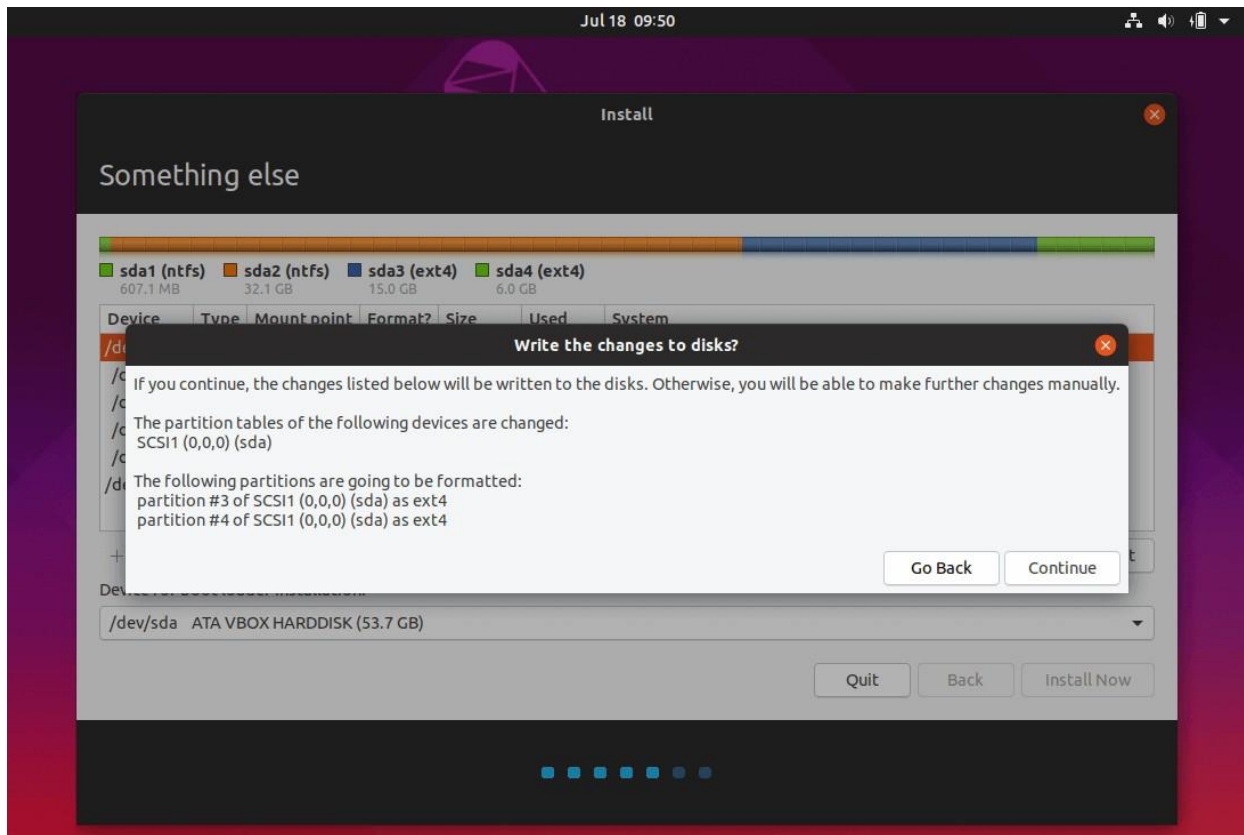 Jul 18 09:50
Install
Something else
sda1 (ntfs) sda2 (ntfs) sda3 (ext4) sda4 (ext4)
607.1 MB 32.1 GB 15.0 GB 6.0 GB
Device Type Mount point Format? Size Used System
Write the changes to disks?
If you continue, the changes listed below will be written to the disks. Otherwise, you will be able to make further changes manually.
The partition tables of the following devices are changed:
SCSI1 (0,0,0) (sda)
The following partitions are going to be formatted:
partition #3 of SCSI1 (0,0,0) (sda) as ext4
partition #4 of SCSI1 (0,0,0) (sda) as ext4
Go Back Continue
/dev/sda ATA VBOX HARDDISK (53.7 GB)
Quit Back Install Now